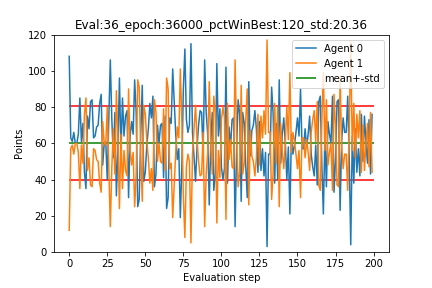 Eval:36_epoch:36000_pctWinBest:120_std:20.36
120
100
80
60
40
20
0
Points
Agent 0
Agent 1
mean+-std
0
25
50
75
100
125
150
175
200
Evaluation step